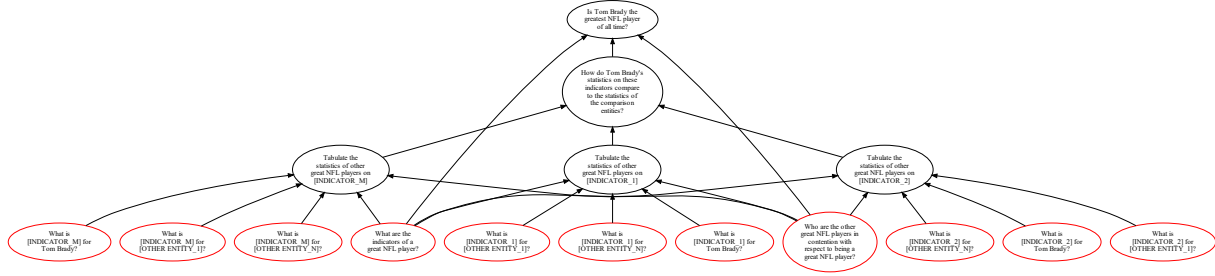 Is Tom Brady the
greatest NFL player
of all time?
How do Tom Brady's
statistics on these
indicators compare
to the statistics of
the comparison
entities?
Tabulate the
statistics of other
great NFL players on
[INDICATOR_M]
Tabulate the
statistics of other
great NFL players on
[INDICATOR_1]
Tabulate the
statistics of other
great NFL players on
[INDICATOR_2]
What is
[INDICATOR_M] for
Tom Brady?
What is
[INDICATOR_M] for
[OTHER ENTITY_1]?
What is
[INDICATOR_M] for
[OTHER ENTITY_N]?
What are the
indicators of a
great NFL player?
What is
[INDICATOR_1] for
[OTHER ENTITY_1]?
What is
[INDICATOR_1] for
[OTHER ENTITY_N]?
What is
[INDICATOR_1] for
Tom Brady?
Who are the other
great NFL players in
contention with
respect to being a
great NFL player?
What is
[INDICATOR_2] for
[OTHER ENTITY_N]?
What is
[INDICATOR_2] for
Tom Brady?
What is
[INDICATOR_2] for
[OTHER ENTITY_1]?